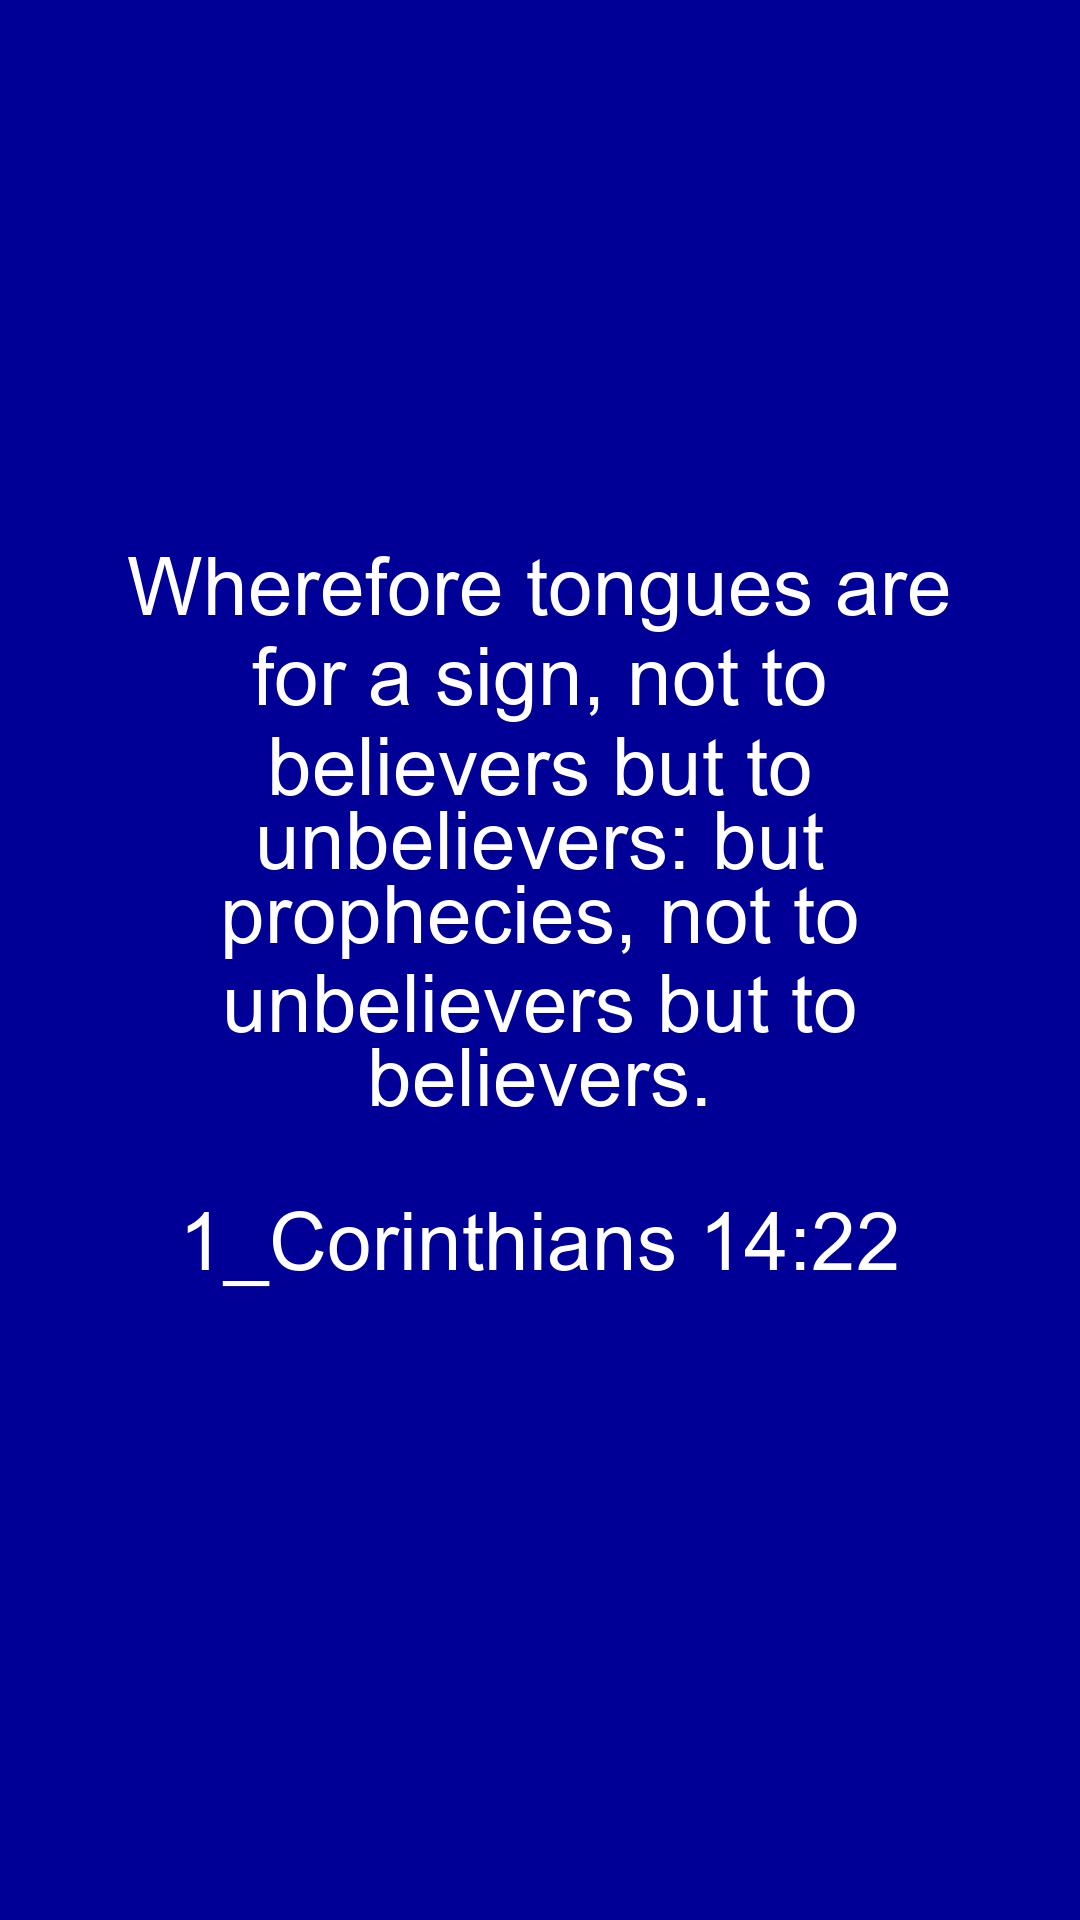 Wherefore tongues are
for a sign, not to
believers but to
unbelievers: but
prophecies, not to
unbelievers but to
believers.
1_Corinthians 14:22